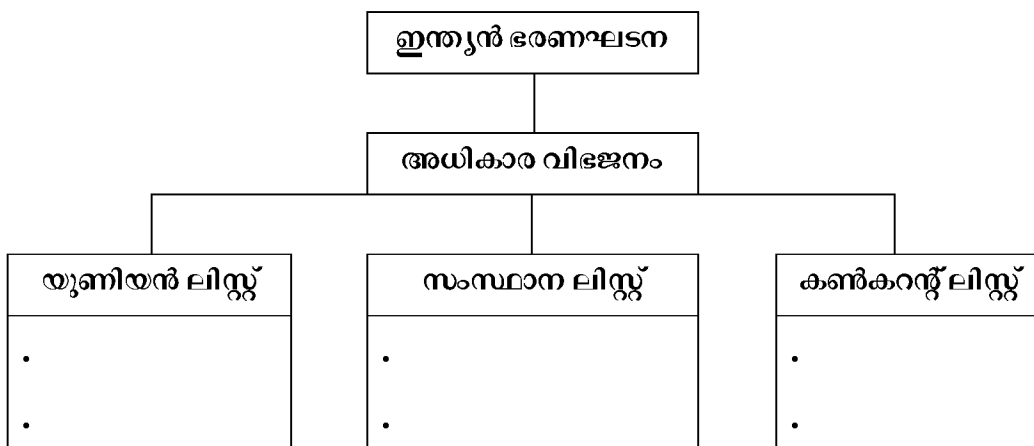 ഇന്ത്യൻ ഭരണഘടന
അധികാര വിഭജനം
യൂണിയൻ ലിസ്റ്റ്
സംസ്ഥാന ലിസ്റ്റ്
കൺകറന്റ് ലിസ്റ്റ്